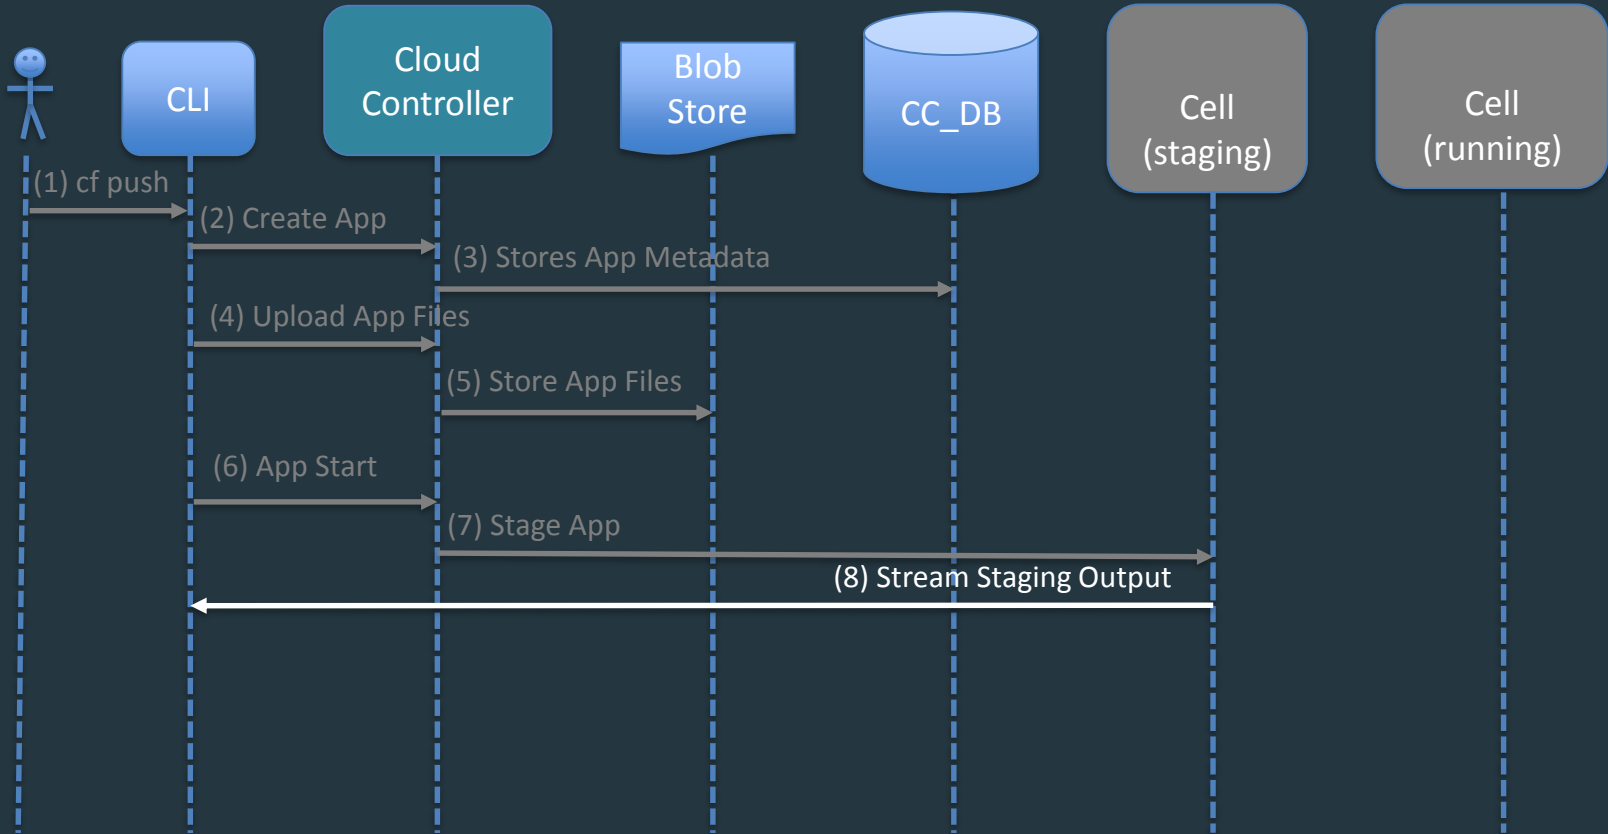 CLI
Cloud
Controller
Blob
Store
CC_DB
Cell
(staging)
Cell
(running)
(1) cf push
(2) Create App
(3) Stores App Metadata
(4) Upload App Files
(5) Store App Files
(6) App Start
(7) Stage App
(8) Stream Staging Output